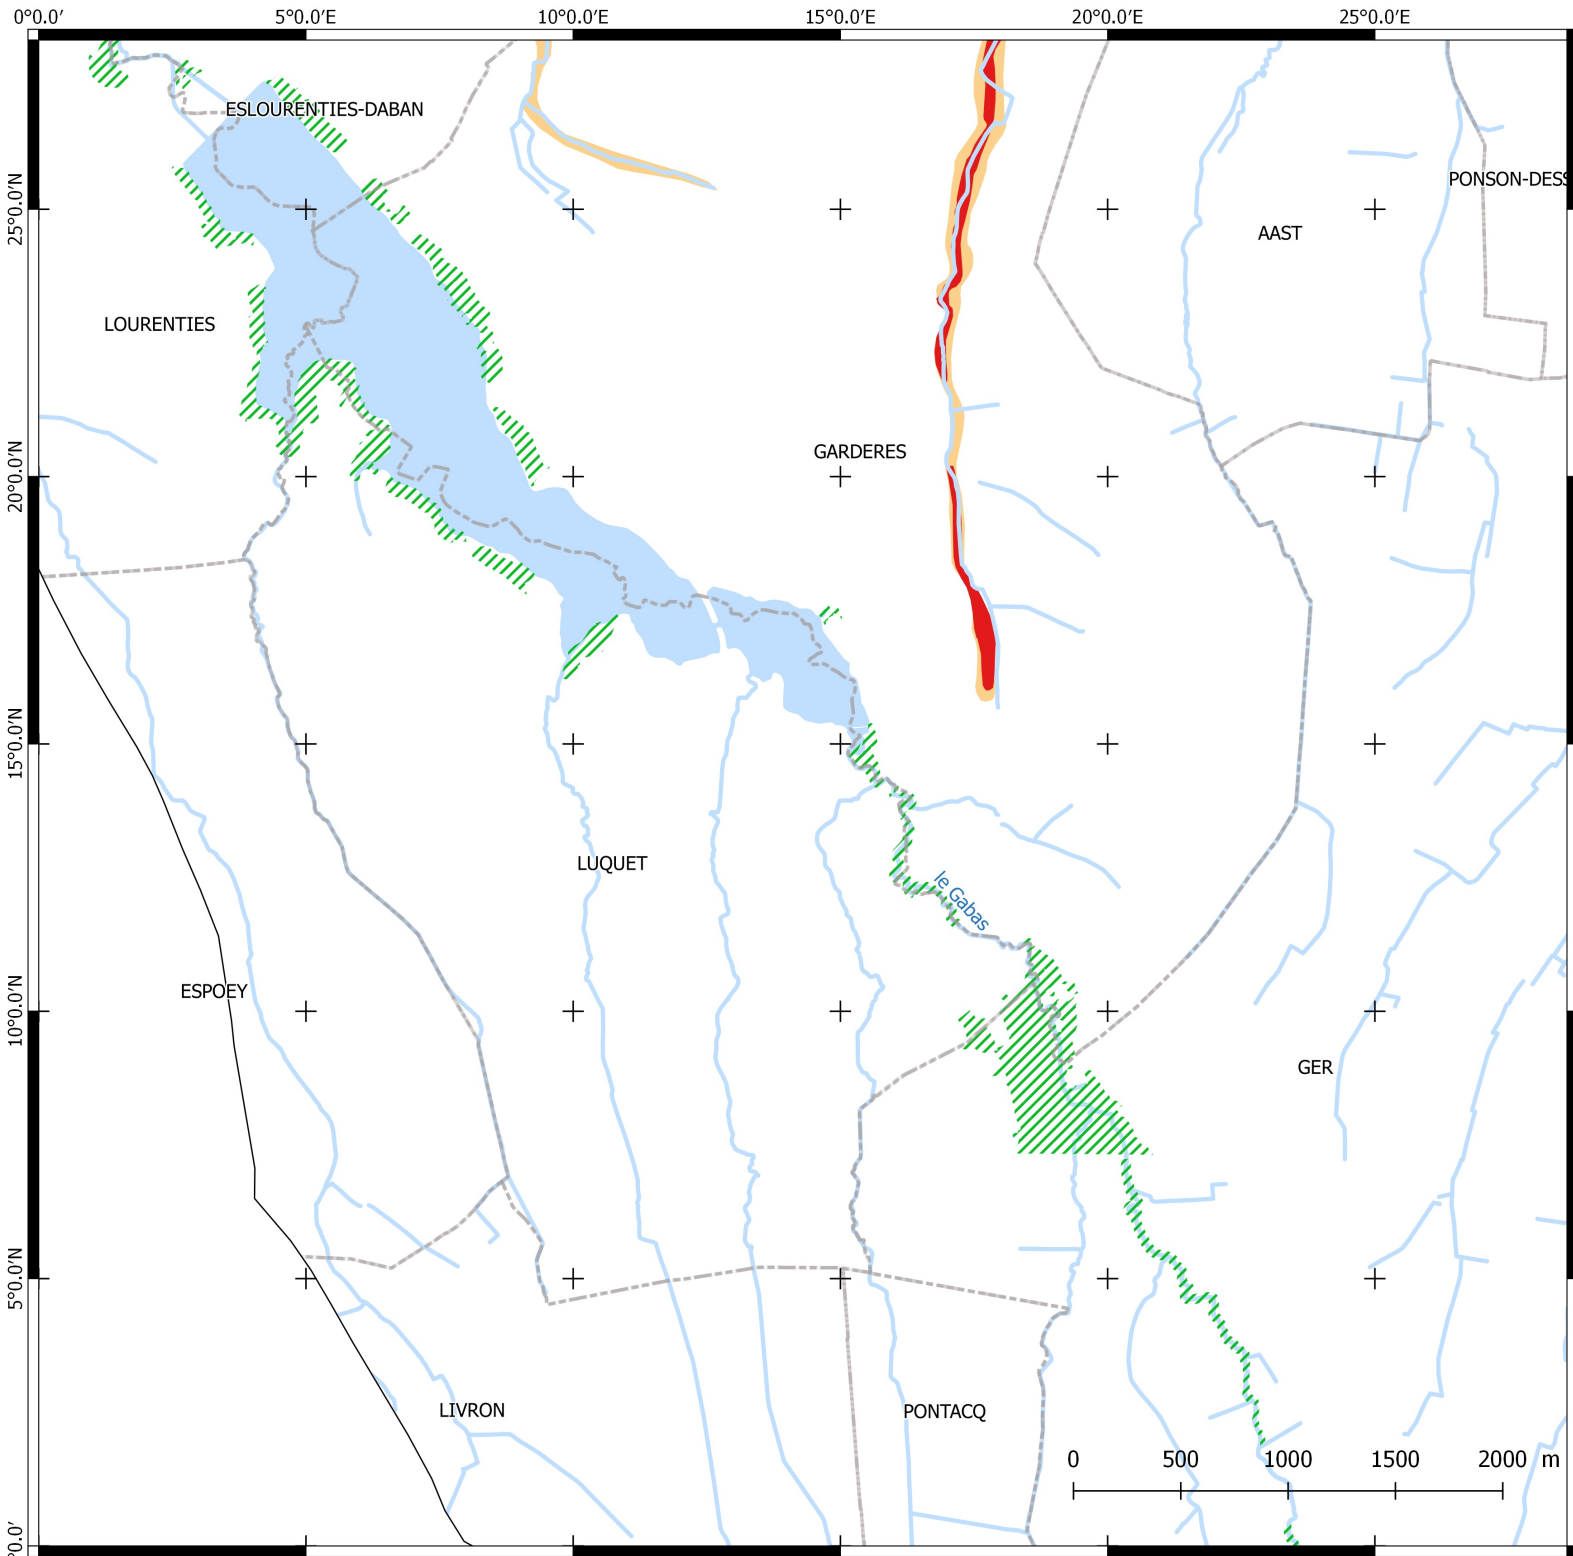 0°0.0′ 5°0.0′E 10°0.0′E 15°0.0′E 20°0.0′E 25°0.0′E
ESLOURENTIES-DABAN
PONSON-DESS
25°0.0′N
AAST
LOURENTIES
GARDERES
20°0.0′N
15°0.0′N
LUQUET
le Gabas
ESPOEY
10°0.0′N
GER
5°0.0′N
LIVRON
PONTACQ
0 500 1000 1500 2000 m
°0.0′